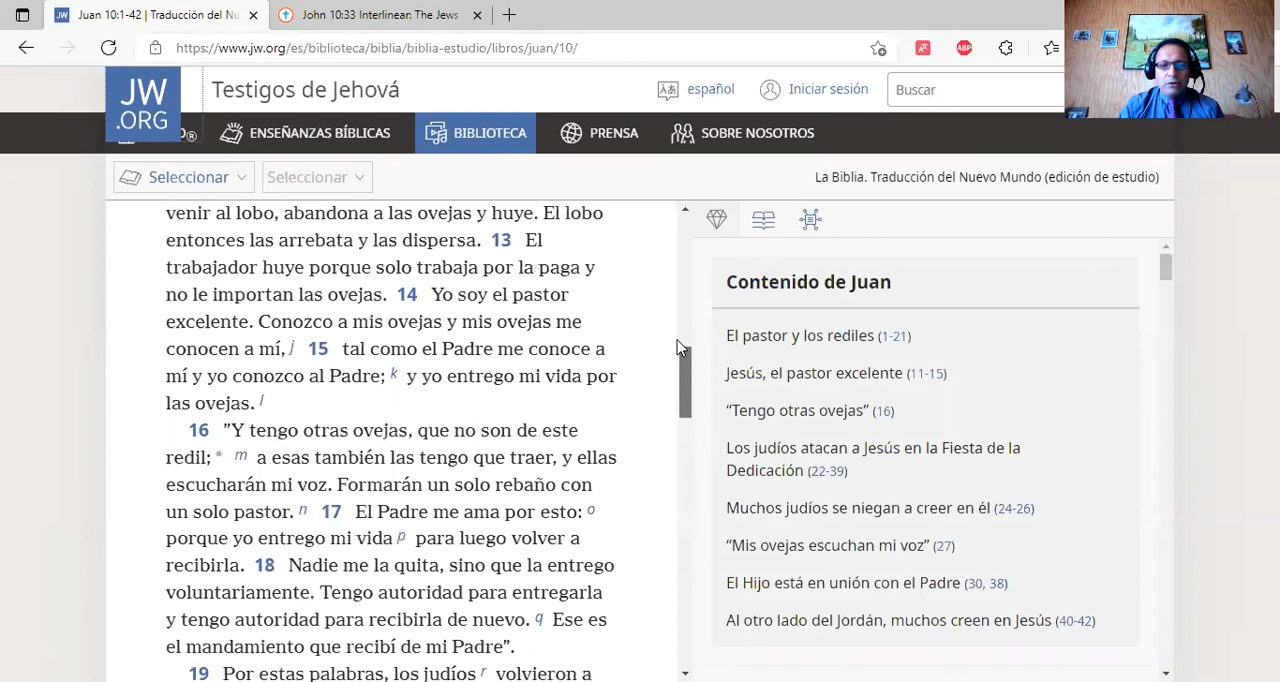 Juan 10:1-42 | Traducción del Nu
John 10:33 Interlinear: The Jews
https://www.jw.org/es/biblioteca/biblia/biblia-estudio/libros/juan/10/
JW
.ORG
Testigos de Jehová
español
Iniciar sesión
Buscar
ENSEÑANZAS BÍBLICAS
BIBLIOTECA
PRENSA
SOBRE NOSOTROS
Seleccionar
Seleccionar
La Biblia. Traducción del Nuevo Mundo (edición de estudio)
venir al lobo, abandona a las ovejas y huye. El lobo
entonces las arrebata y las dispersa. 13 El
trabajador huye porque solo trabaja por la paga y
no le importan las ovejas. 14 Yo soy el pastor
excelente. Conozco a mis ovejas y mis ovejas me
conocen a mí, j 15 tal como el Padre me conoce a
mí y yo conozco al Padre; k y yo entrego mi vida por
las ovejas. l
16 ”Y tengo otras ovejas, que no son de este
redil; * m a esas también las tengo que traer, y ellas
escucharán mi voz. Formarán un solo rebaño con
un solo pastor. n 17 El Padre me ama por esto: o
porque yo entrego mi vida p para luego volver a
recibirla. 18 Nadie me la quita, sino que la entrego
voluntariamente. Tengo autoridad para entregarla
y tengo autoridad para recibirla de nuevo. q Ese es
el mandamiento que recibí de mi Padre”.
19 Por estas palabras, los judíos r volvieron a
Contenido de Juan
El pastor y los rediles (1-21)
Jesús, el pastor excelente (11-15)
“Tengo otras ovejas” (16)
Los judíos atacan a Jesús en la Fiesta de la
Dedicación (22-39)
Muchos judíos se niegan a creer en él (24-26)
“Mis ovejas escuchan mi voz” (27)
El Hijo está en unión con el Padre (30, 38)
Al otro lado del Jordán, muchos creen en Jesús (40-42)